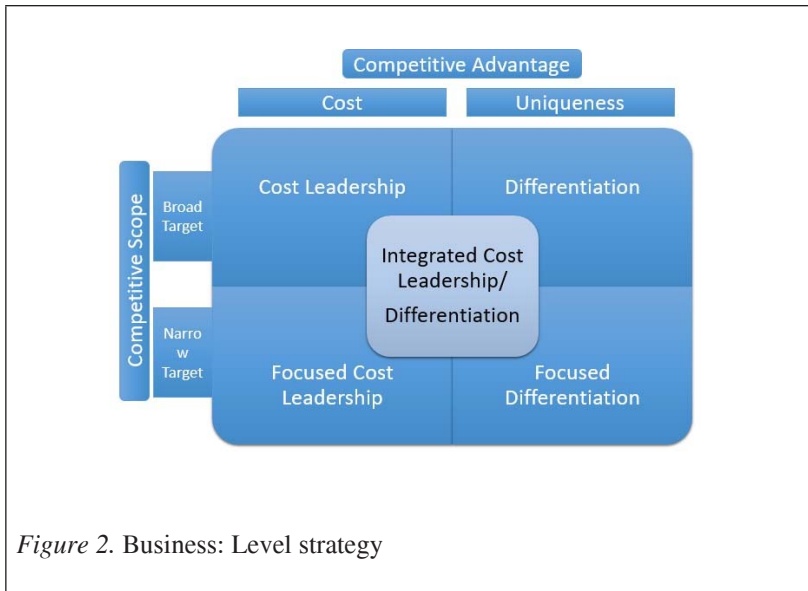 Competitive Advantage
Cost
Uniqueness
Competitive Scope
Broad
Target
Narro
w
Target
Cost Leadership
Differentiation
Integrated Cost
Leadership/
Differentiation
Focused Cost
Leadership
Focused
Differentiation
Figure 2. Business: Level strategy